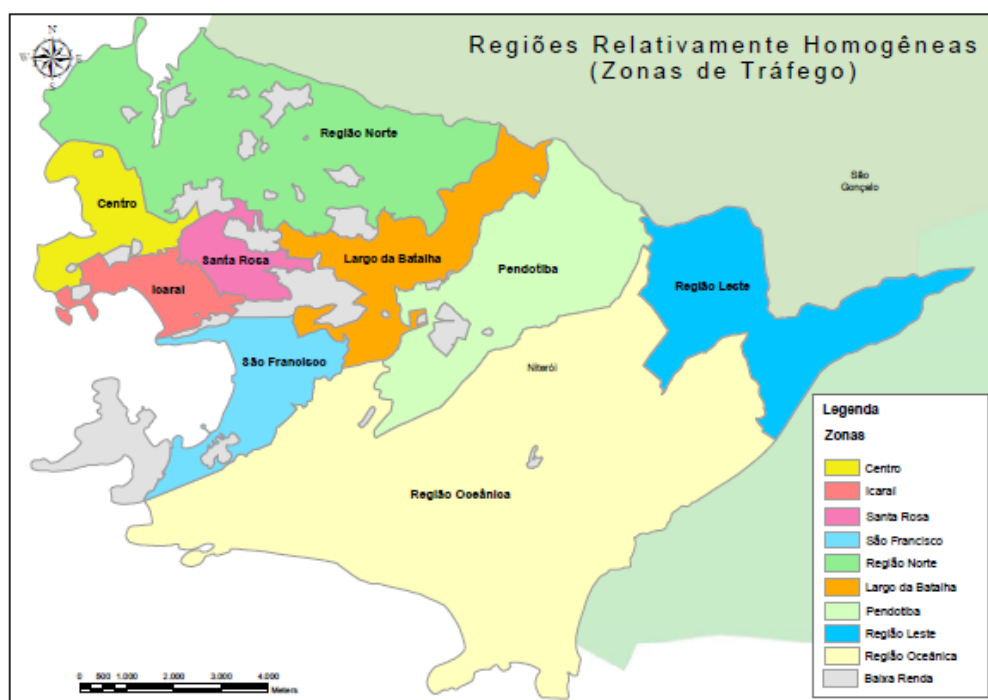 Regiões Relativamente Homogêneas
(Zonas de Tráfego)
N
W
E
S
Região Norte
São
Gonçalo
Centro
Santa Rosa
Largo da Batalha
Pendotiba
Icaraí
Região Leste
São Francisco
Niterói
Região Oceânica
Legenda
Zonas
Centro
Icaraí
Santa Rosa
São Francisco
Região Norte
Largo da Batalha
Pendotiba
Região Leste
Região Oceânica
Baixa Renda
0 500 1.000 2.000 3.000 4.000
Meters